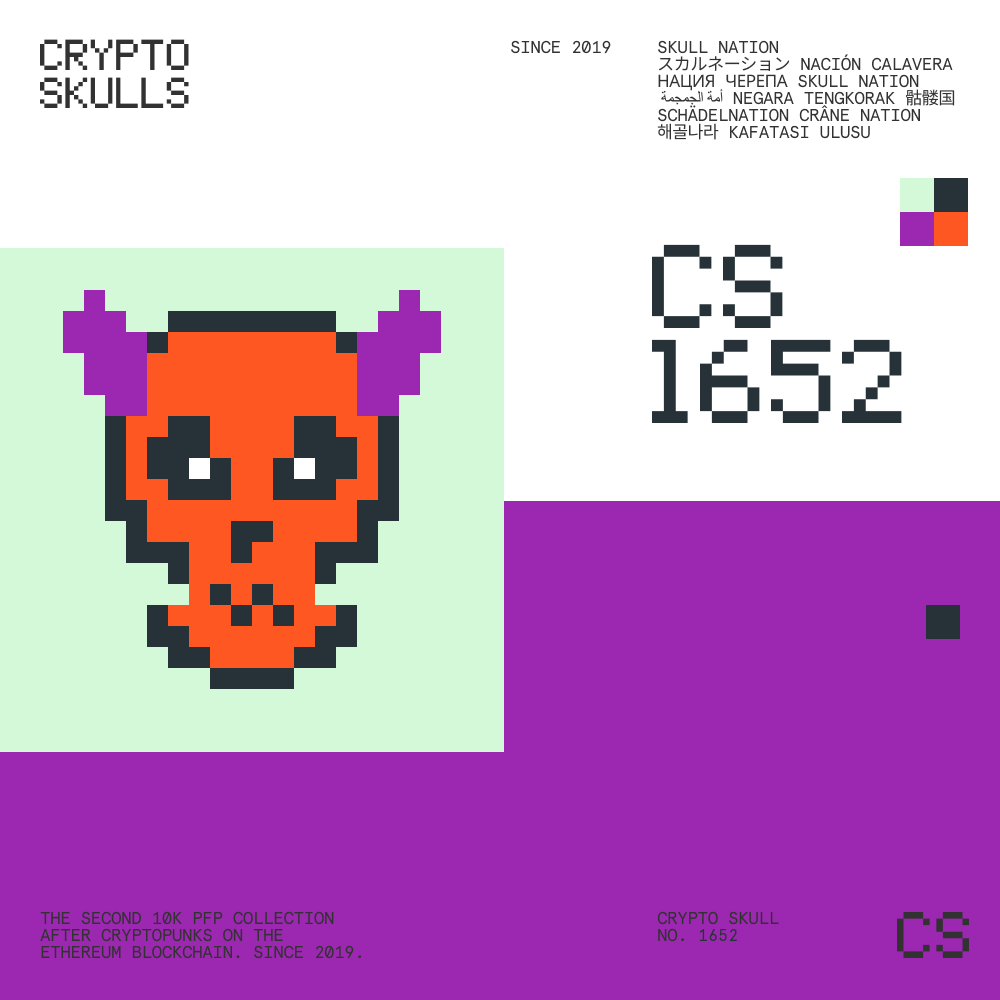 CRYPTO
SKULLS
SINCE 2019
SKULL NATION
スカルネーション NACIÓN CALAVERA
НАЦИЯ ЧЕРЕПА SKULL NATION
أمة الجمجمة NEGARA TENGKORAK 骷髅国
SCHÄDELNATION CRÂNE NATION
해골나라 KAFATASI ULUSU
CS
1652
THE SECOND 10K PFP COLLECTION
AFTER CRYPTOPUNKS ON THE
ETHEREUM BLOCKCHAIN. SINCE 2019.
CRYPTO SKULL
NO. 1652
CS